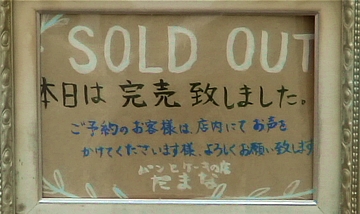 SOLD OUT
本日は 完売 致しました。
ご予約のお客様は、店内にて お声を
かけてくださいます様、よろしくお願い致します
パンとケーキの店
たまな